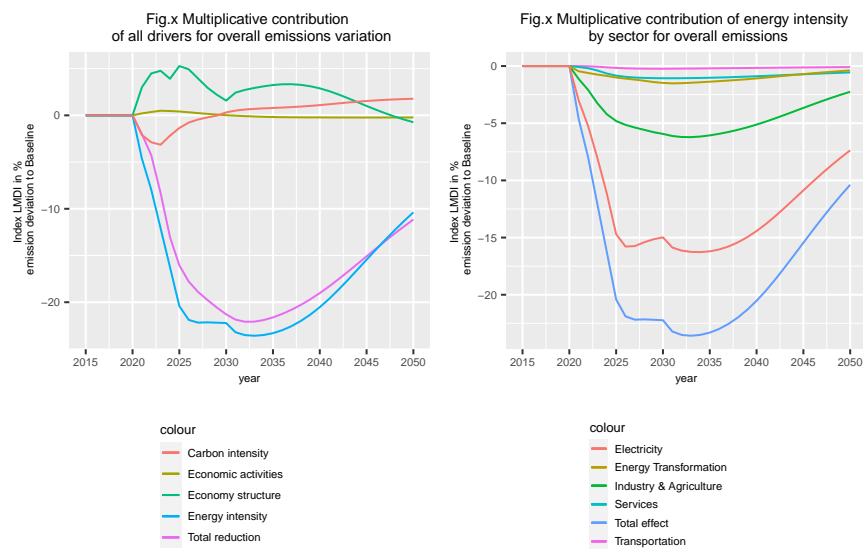 Fig.x Multiplicative contribution
of all drivers for overall emissions variation
Index LMDI in %
emission deviation to Baseline
0
−10
−20
2015 2020 2025 2030 2035 2040 2045 2050
year
colour
Carbon intensity
Economic activities
Economy structure
Energy intensity
Total reduction
Fig.x Multiplicative contribution of energy intensity
by sector for overall emissions
Index LMDI in %
emission deviation to Baseline
0
−5
−10
−15
−20
2015 2020 2025 2030 2035 2040 2045 2050
year
colour
Electricity
Energy Transformation
Industry & Agriculture
Services
Total effect
Transportation